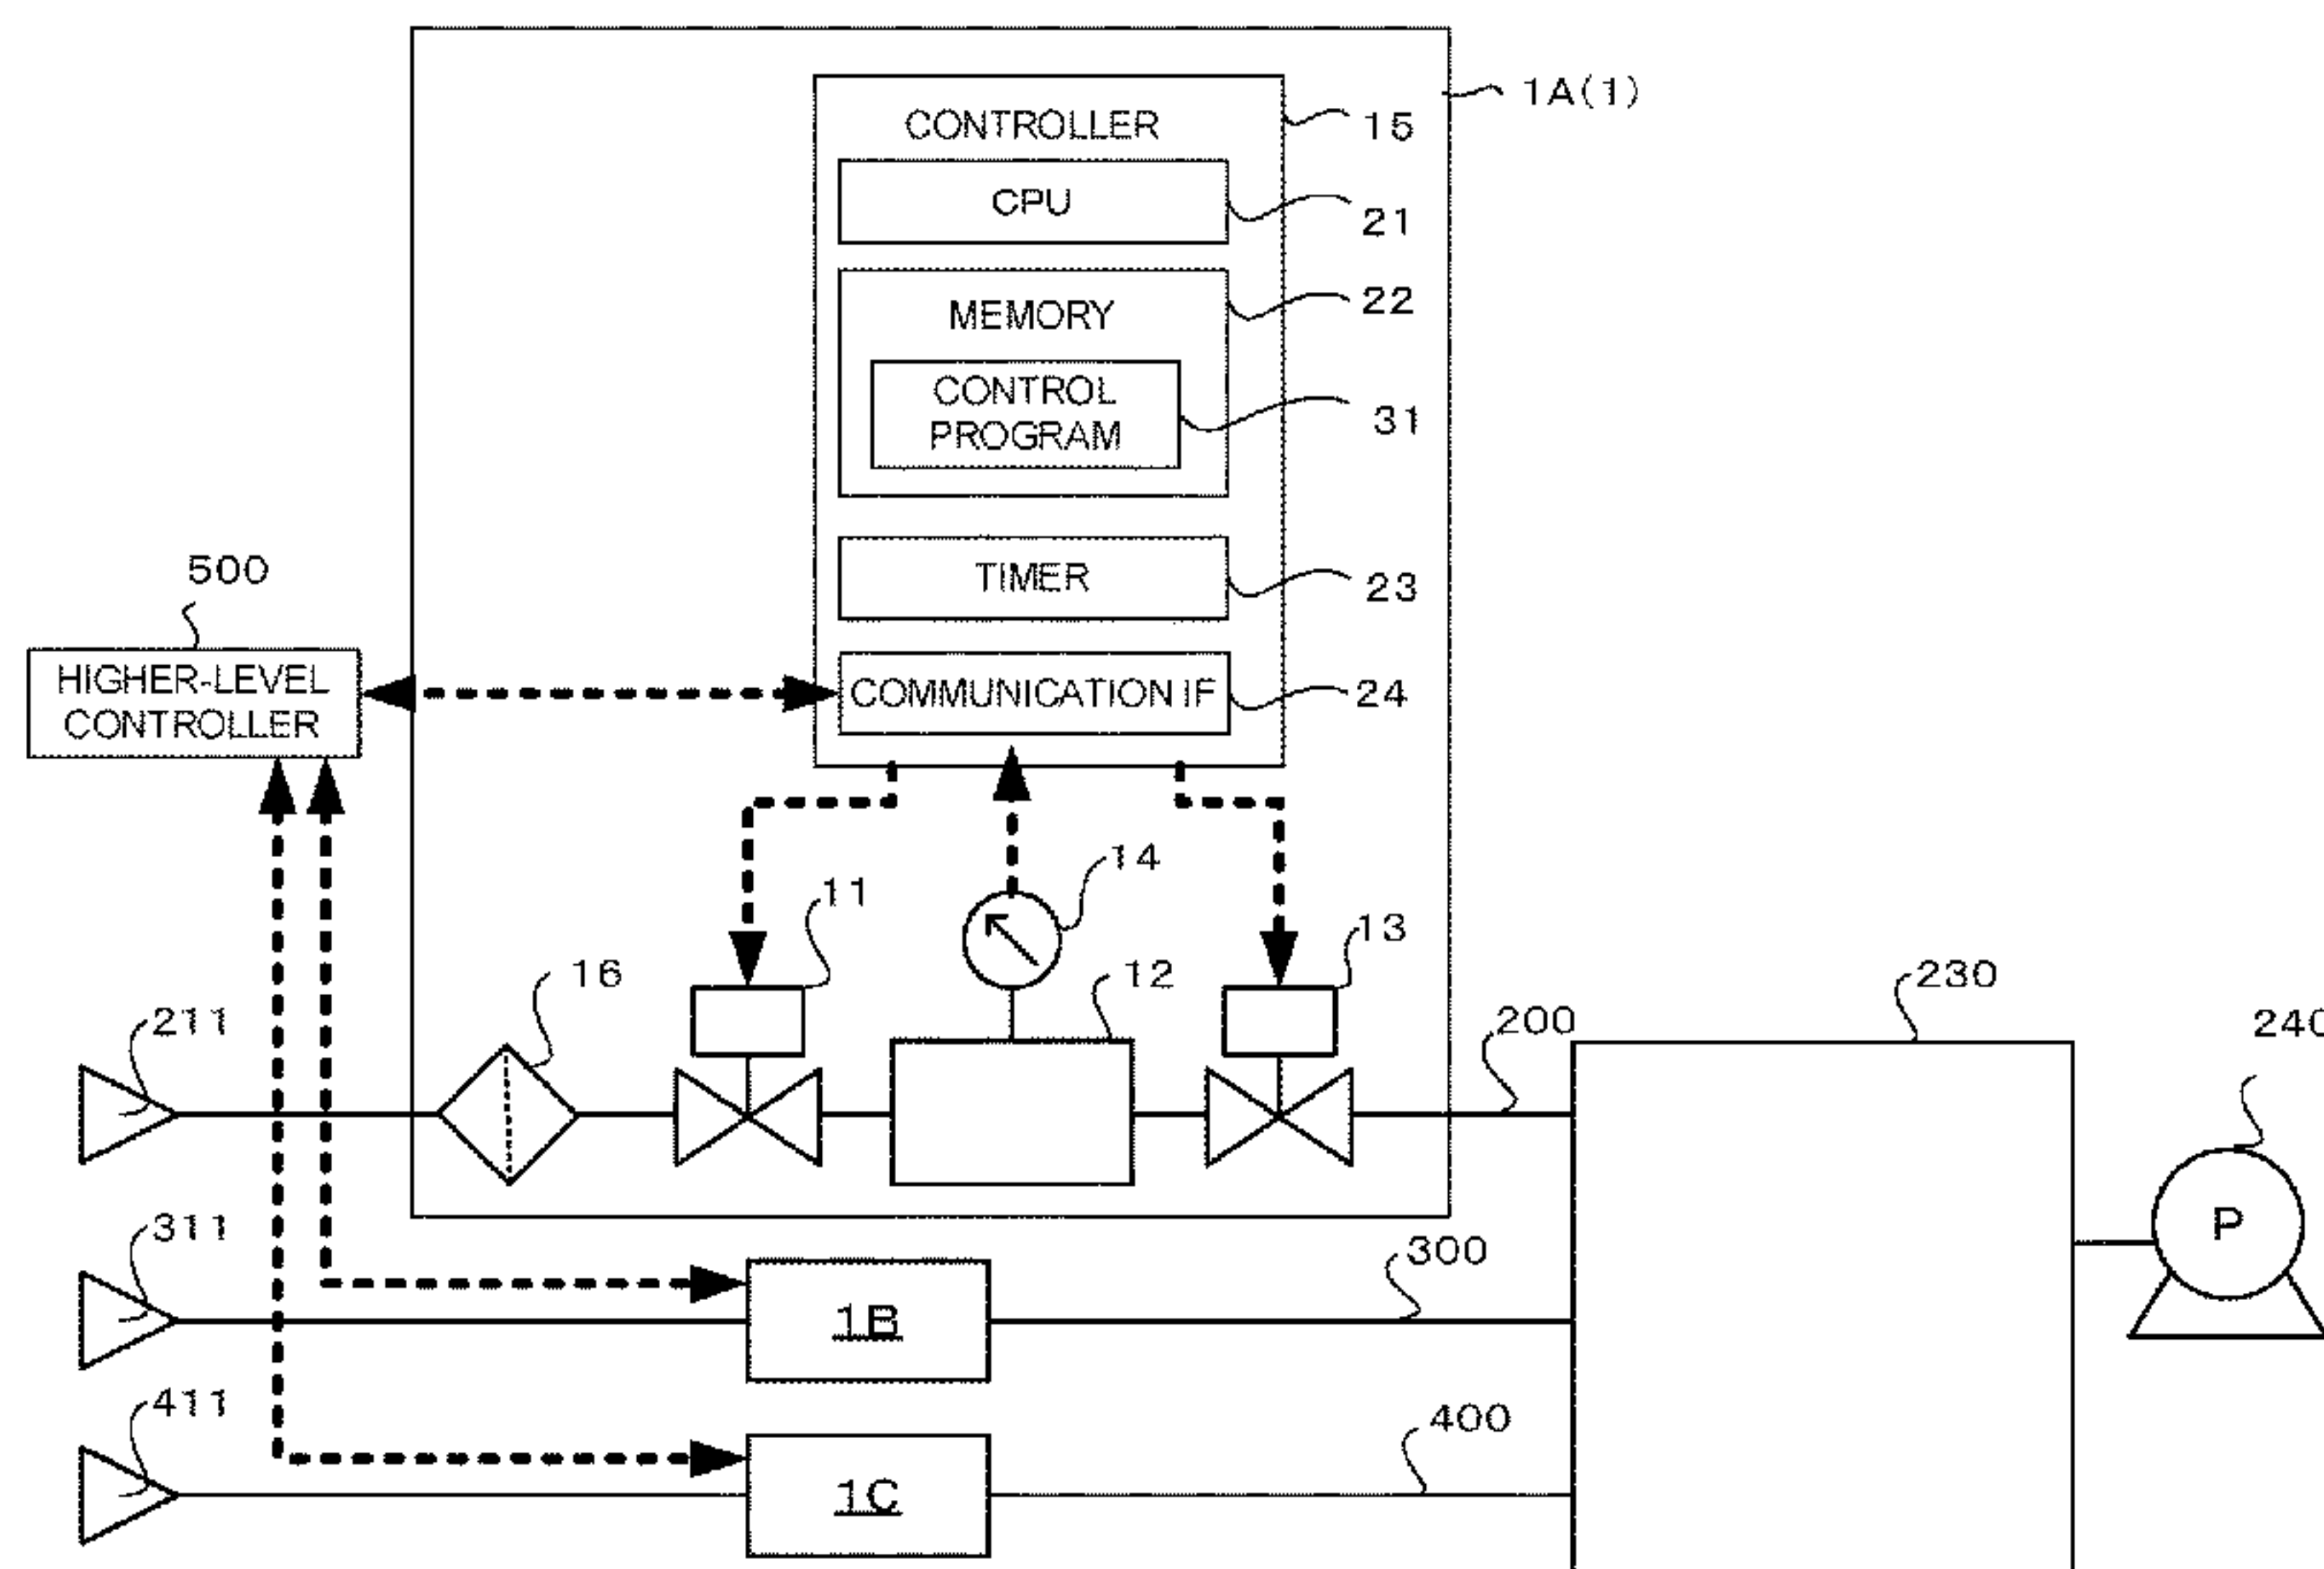 1A(1)
CONTROLLER
15
CPU
21
MEMORY
22
CONTROL
PROGRAM
31
TIMER
23
500
HIGHER-LEVEL
CONTROLLER
COMMUNICATION IF
24
14
11
13
16
12
230
211
200
240
311
300
P
1B
411
400
1C